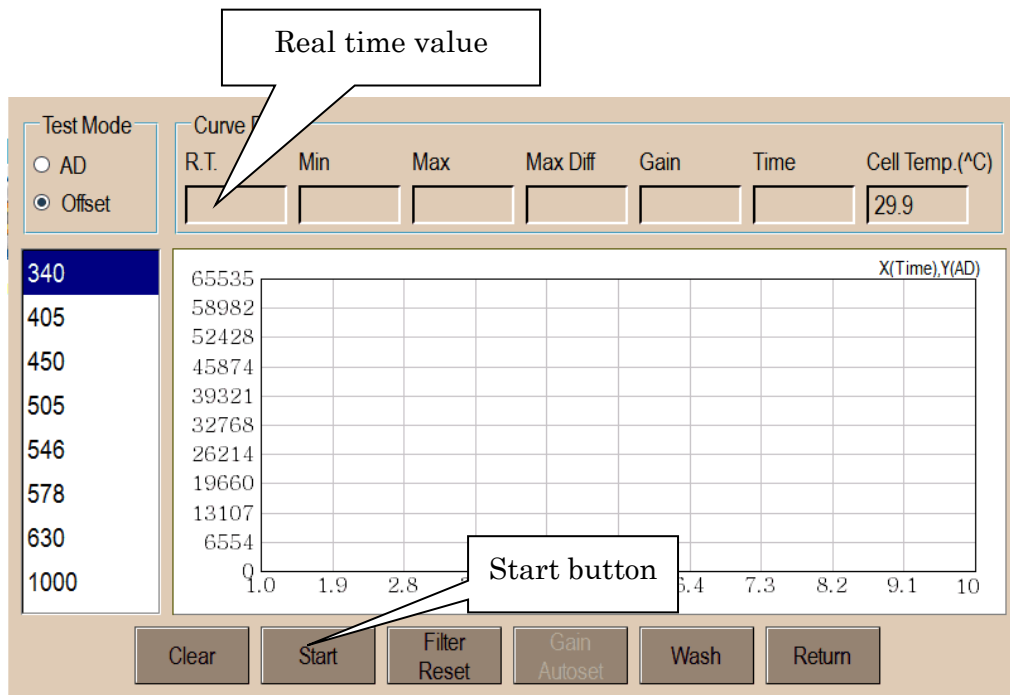 Real time value
Test Mode
AD
Offset
Curve
R.T.
Min
Max
Max Diff
Gain
Time
Cell Temp.(^C)
29.9
340
405
450
505
546
578
630
1000
X(Time),Y(AD)
65535
58982
52428
45874
39321
32768
26214
19660
13107
6554
0
1.0
1.9
2.8
6.4
7.3
8.2
9.1
10
Start button
Clear
Start
Filter
Reset
Gain
Autoset
Wash
Return